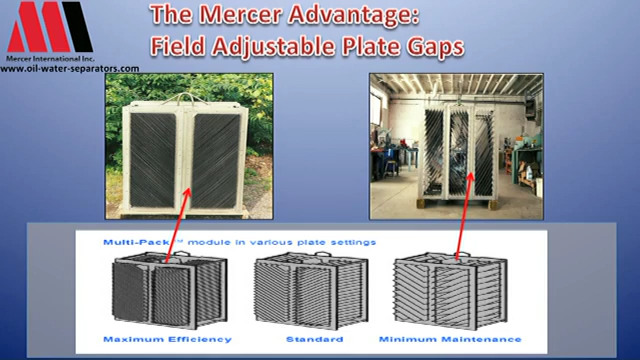 The Mercer Advantage:
Field Adjustable Plate Gaps
Mercer International Inc.
www.oil-water-separators.com
Multi-Pack™ module in various plate settings
Maximum Efficiency
Standard
Minimum Maintenance